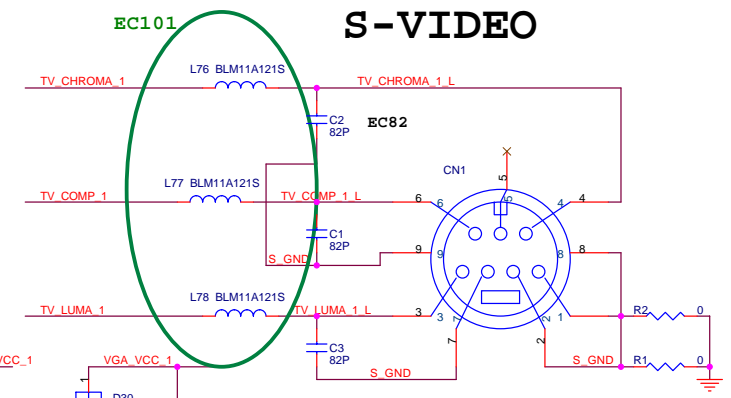 S-VIDEO
EC101
L76 BLM11A121S
TV_CHROMA_1
TV_CHROMA_1_L
C2
82P
EC82
CN1
5
5
L77 BLM11A121S
TV_COMP_1
TV_COMP_1_L
6
6
4
4
C1
82P
S_GND
9
9
8
8
L78 BLM11A121S
TV_LUMA_1
TV_LUMA_1_L
3
3
7
2
1
R2
0
7
2
C3
82P
S_GND
S_GND
R1
0
VCC_1
VGA_VCC_1
1
D30